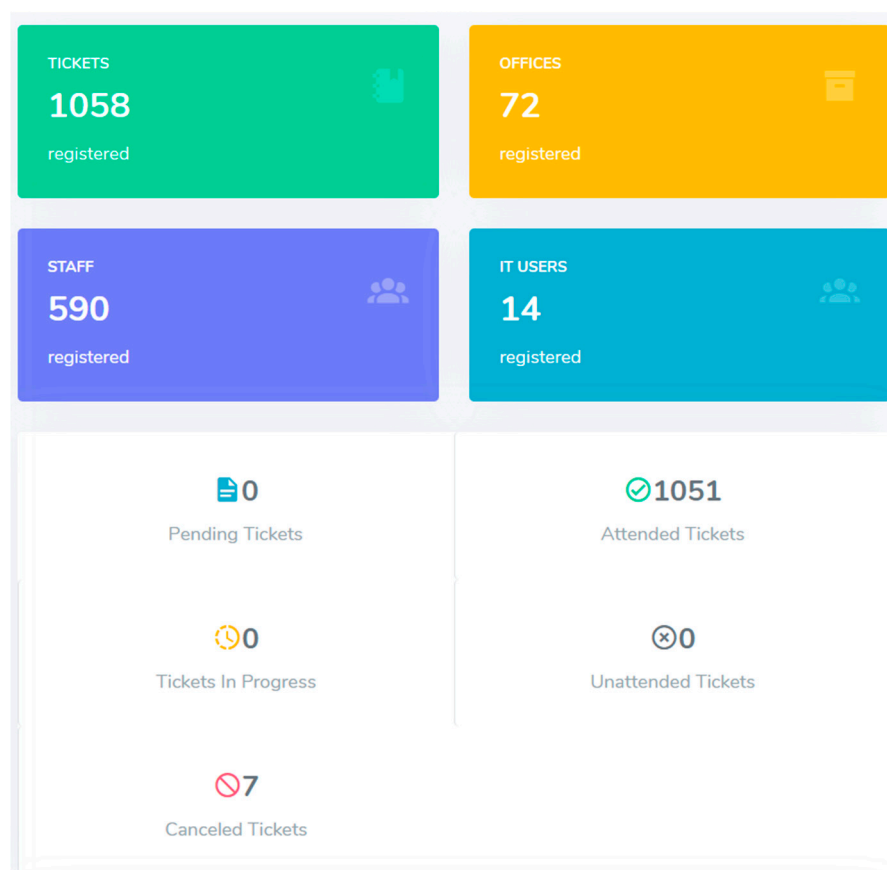 TICKETS
1058
registered
OFFICES
72
registered
STAFF
590
registered
IT USERS
14
registered
0
Pending Tickets
1051
Attended Tickets
0
Tickets In Progress
0
Unattended Tickets
7
Canceled Tickets